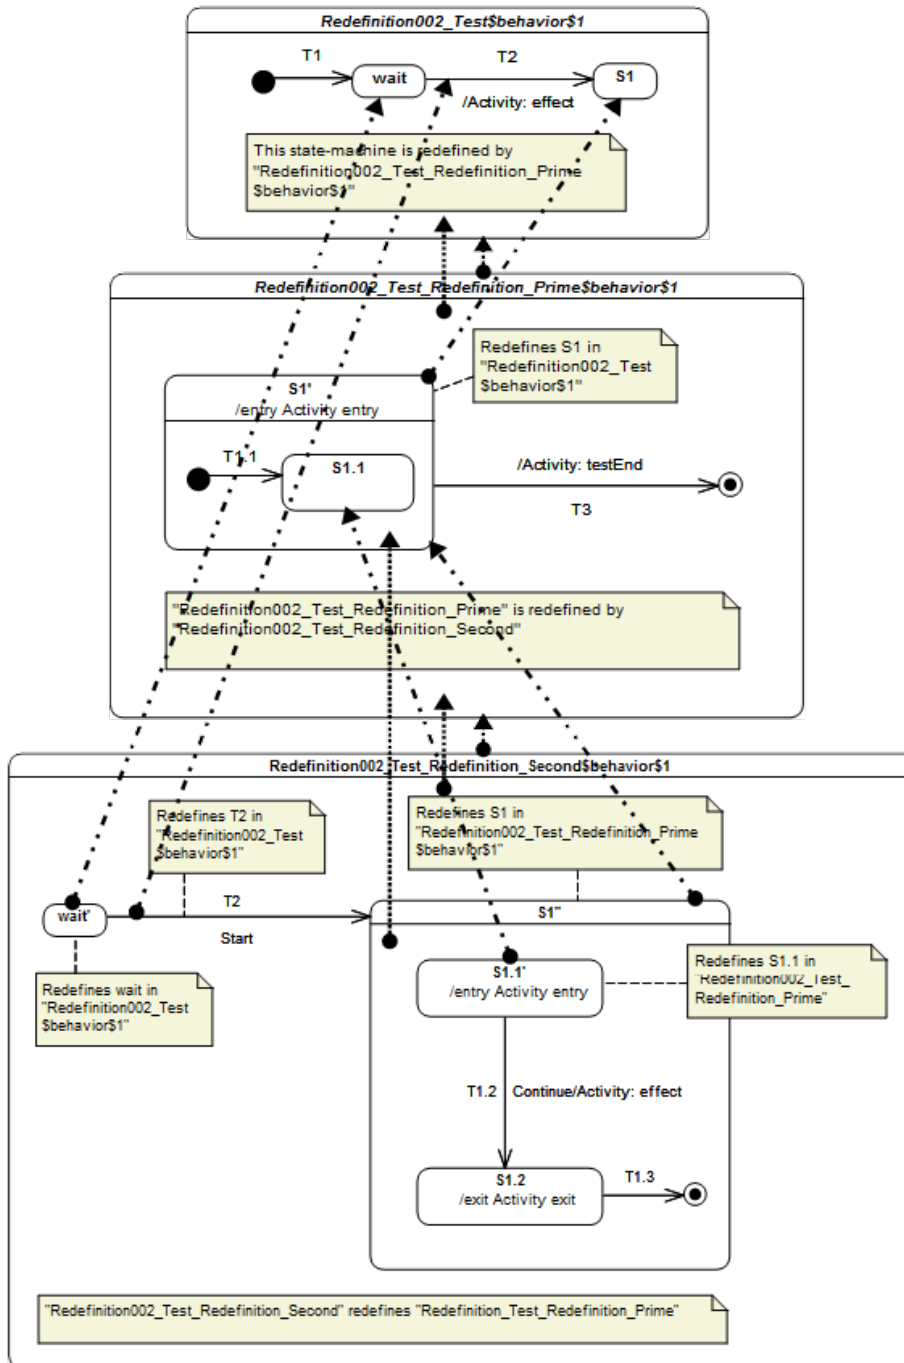 Redefinition002_Test$behavior$1
T1
T2
wait
S1
/Activity: effect
This state-machine is redefined by
"Redefinition002_Test_Redefinition_Prime
$behavior$1"
Redefinition002_Test_Redefinition_Prime$behavior$1
Redefines S1 in
"Redefinition002_Test
$behavior$1"
S1'
/entry Activity entry
T1.1
S1.1
/Activity: testEnd
T3
"Redefinition002_Test_Redefinition_Prime" is redefined by
"Redefinition002_Test_Redefinition_Second"
Redefinition002_Test_Redefinition_Second$behavior$1
Redefines T2 in
"Redefinition002_Test
$behavior$1"
Redefines S1 in
"Redefinition002_Test_Redefinition_Prime
$behavior$1"
wait'
T2
Start
S1''
Redefines wait in
"Redefinition002_Test
$behavior$1"
S1.1'
/entry Activity entry
Redefines S1.1 in
"Redefinition002_Test_
Redefinition_Prime"
T1.2
Continue/Activity: effect
S1.2
/exit Activity exit
T1.3
"Redefinition002_Test_Redefinition_Second" redefines "Redefinition_Test_Redefinition_Prime"